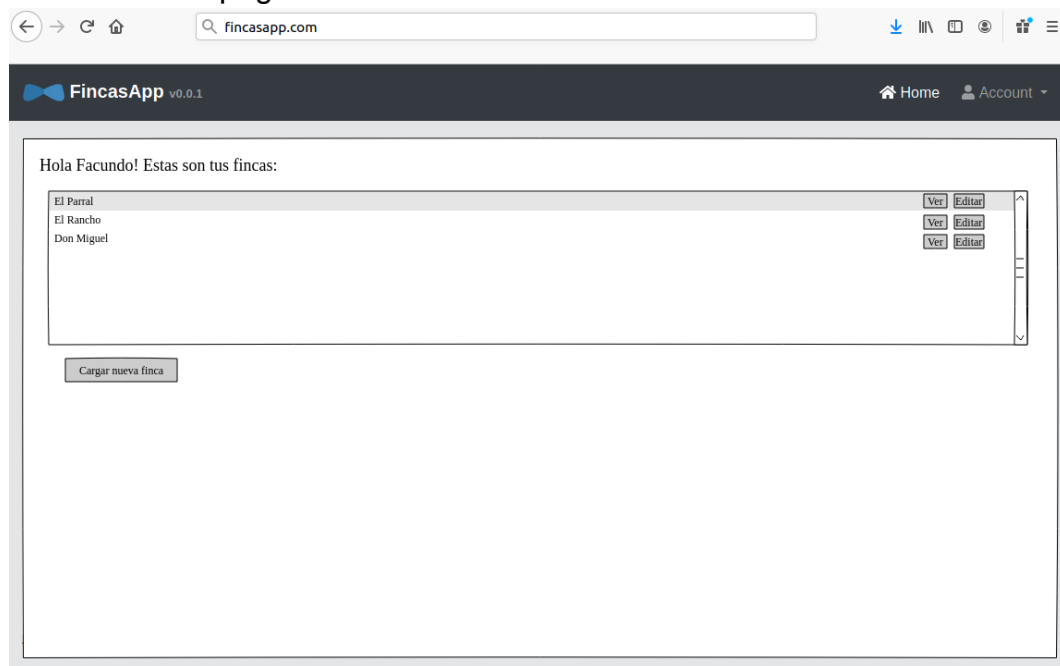 fincasapp.com
FincasApp v0.0.1 Home Account
Hola Facundo! Estas son tus fincas:
El Parral Ver Editar
El Rancho Ver Editar
Don Miguel Ver Editar
Cargar nueva finca